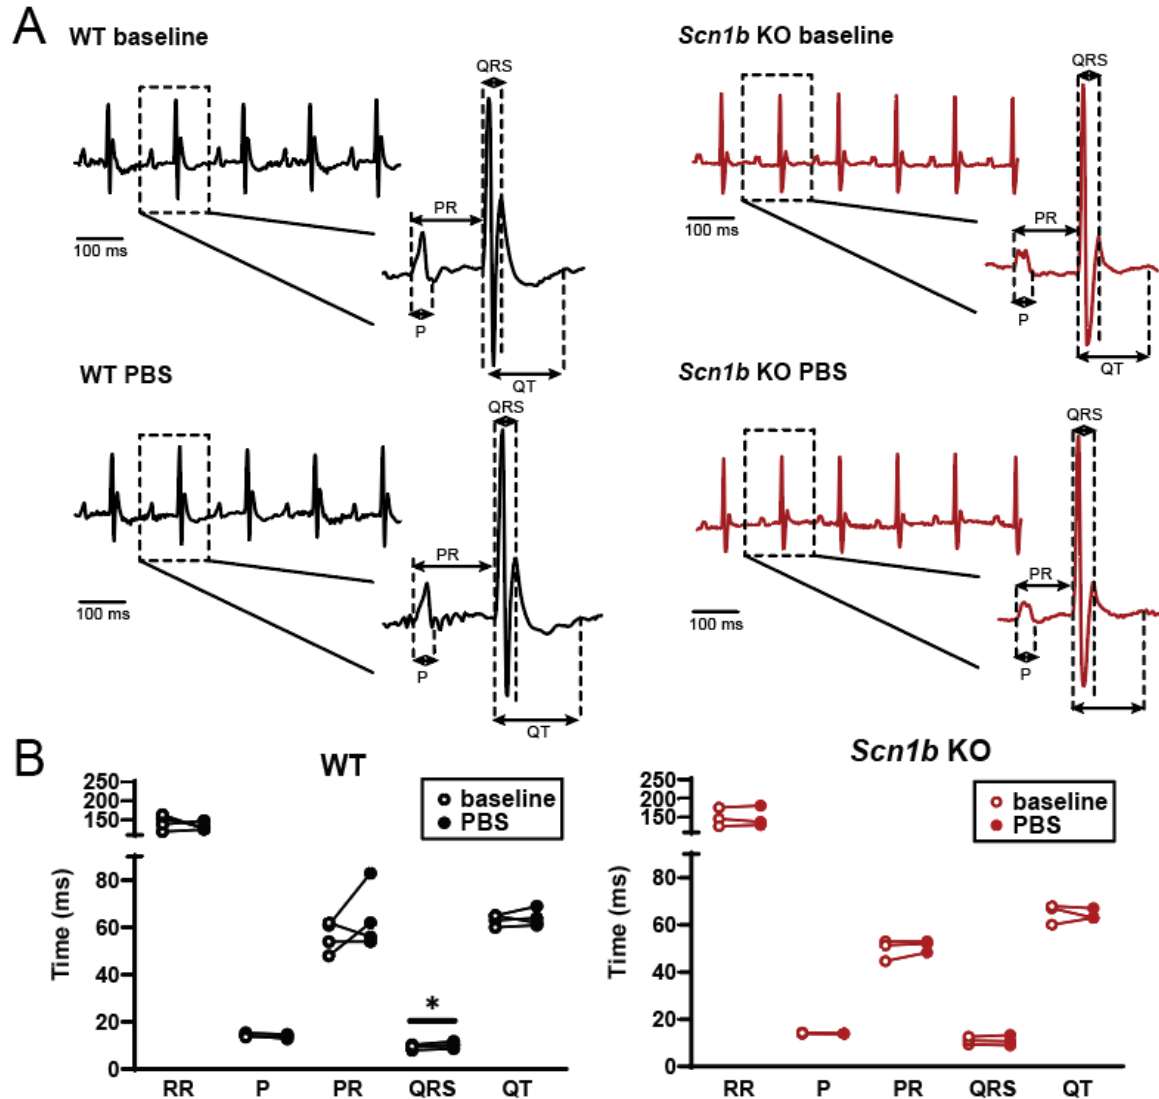 A
WT baseline
QRS
PR
100 ms
P
QT
Scn1b KO baseline
QRS
PR
100 ms
P
QT
WT PBS
QRS
PR
100 ms
P
QT
Scn1b KO PBS
QRS
PR
100 ms
P
B
WT
baseline
PBS
Time (ms)
250
200
150
80
60
40
20
0
*
RR P PR QRS QT
Scn1b KO
baseline
PBS
Time (ms)
250
200
150
80
60
40
20
0
RR P PR QRS QT